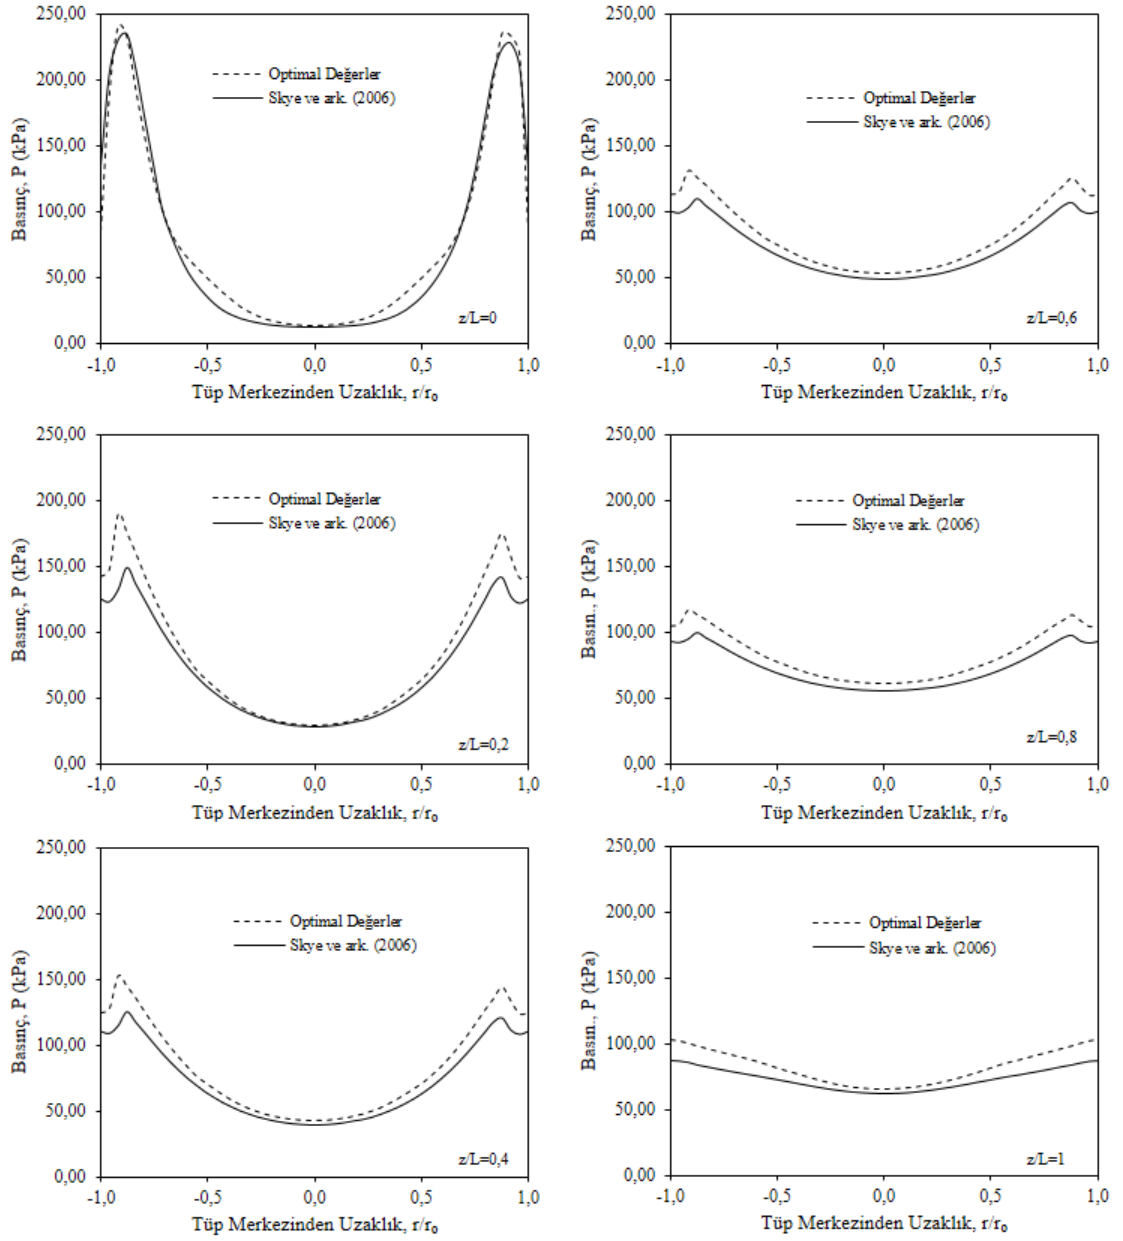 250,00
200,00
150,00
100,00
50,00
0,00
Basınç, P (kPa)
Optimal Değerler
Skye ve ark. (2006)
z/L=0
-1,0 -0,5 0,0 0,5 1,0
Tüp Merkezinden Uzaklık, r/r₀
250,00
200,00
150,00
100,00
50,00
0,00
Basınç, P (kPa)
Optimal Değerler
Skye ve ark. (2006)
z/L=0,6
-1,0 -0,5 0,0 0,5 1,0
Tüp Merkezinden Uzaklık, r/r₀
250,00
200,00
150,00
100,00
50,00
0,00
Basınç, P (kPa)
Optimal Değerler
Skye ve ark. (2006)
z/L=0,2
-1,0 -0,5 0,0 0,5 1,0
Tüp Merkezinden Uzaklık, r/r₀
250,00
200,00
150,00
100,00
50,00
0,00
Basın., P (kPa)
Optimal Değerler
Skye ve ark. (2006)
z/L=0,8
-1,0 -0,5 0,0 0,5 1,0
Tüp Merkezinden Uzaklık, r/r₀
250,00
200,00
150,00
100,00
50,00
0,00
Basınç, P (kPa)
Optimal Değerler
Skye ve ark. (2006)
z/L=0,4
-1,0 -0,5 0,0 0,5 1,0
Tüp Merkezinden Uzaklık, r/r₀
250,00
200,00
150,00
100,00
50,00
0,00
Basın., P (kPa)
Optimal Değerler
Skye ve ark. (2006)
z/L=1
-1,0 -0,5 0,0 0,5 1,0
Tüp Merkezinden Uzaklık, r/r₀